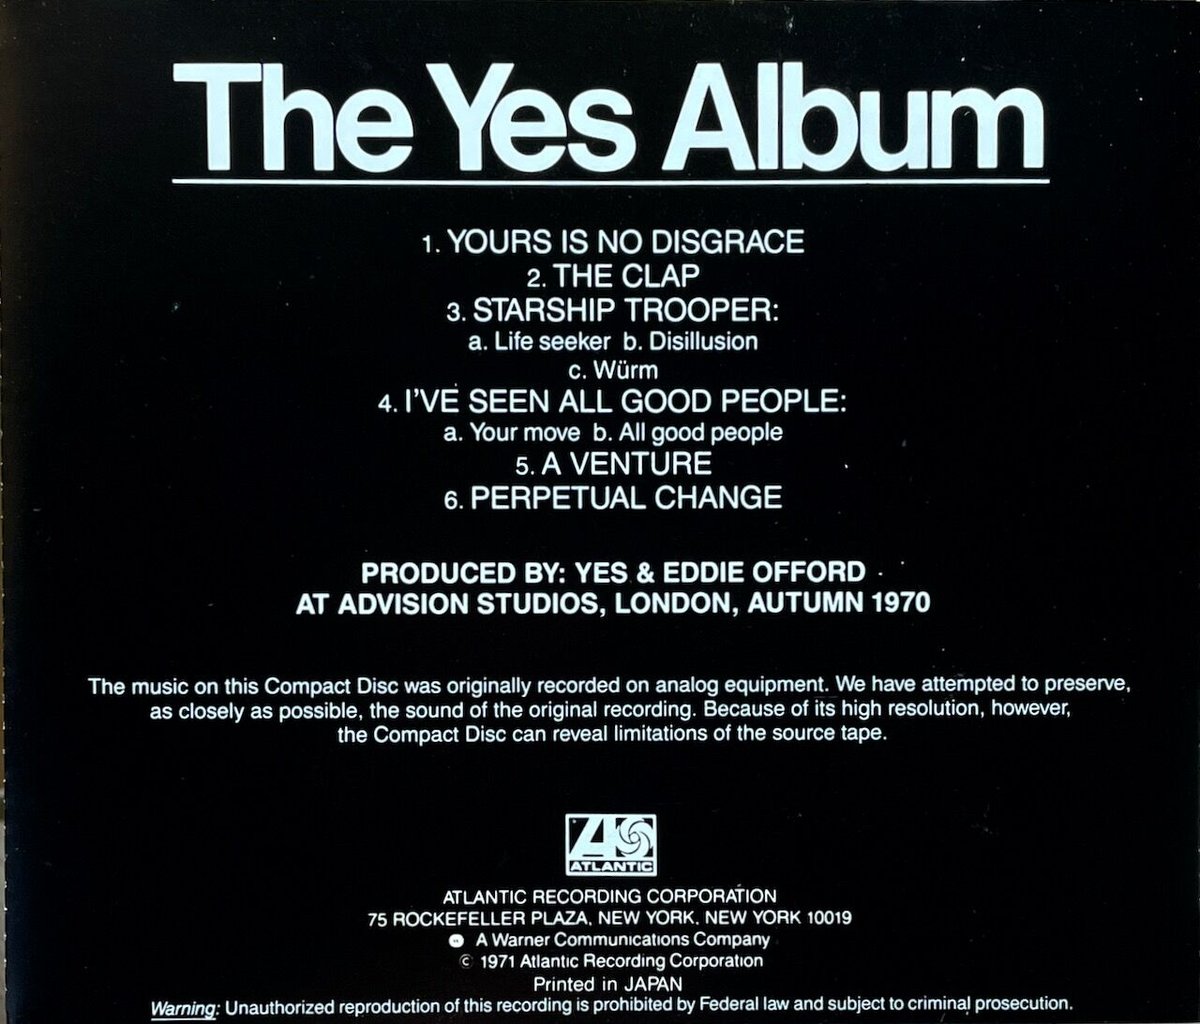 The Yes Album
1. YOURS IS NO DISGRACE
2. THE CLAP
3. STARSHIP TROOPER:
a. Life seeker b. Disillusion
c. Würm
4. I'VE SEEN ALL GOOD PEOPLE:
a. Your move b. All good people
5. A VENTURE
6. PERPETUAL CHANGE
PRODUCED BY: YES & EDDIE OFFORD
AT ADVISION STUDIOS, LONDON, AUTUMN 1970
The music on this Compact Disc was originally recorded on analog equipment. We have attempted to preserve,
as closely as possible, the sound of the original recording. Because of its high resolution, however,
the Compact Disc can reveal limitations of the source tape.
ATLANTIC
ATLANTIC RECORDING CORPORATION
75 ROCKEFELLER PLAZA, NEW YORK, NEW YORK 10019
A Warner Communications Company
© 1971 Atlantic Recording Corporation
Printed in JAPAN
Warning: Unauthorized reproduction of this recording is prohibited by Federal law and subject to criminal prosecution.